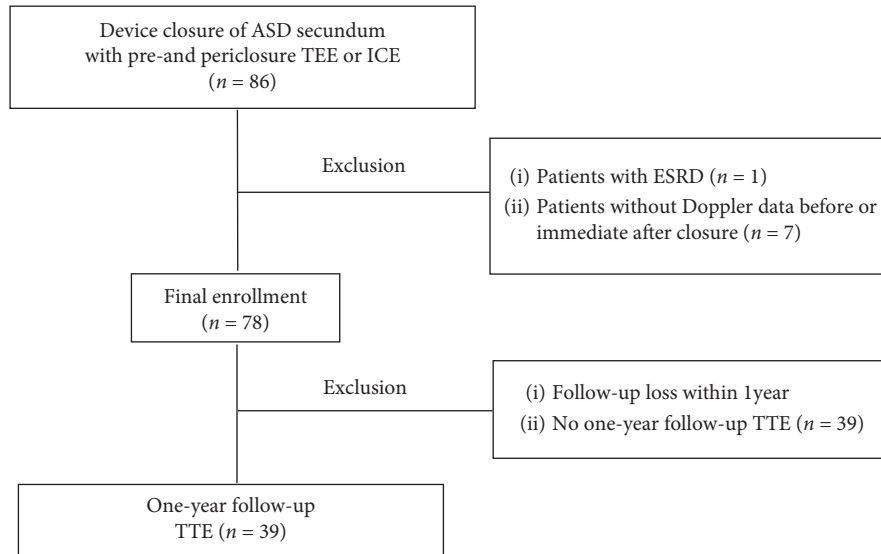 Device closure of ASD secundum
with pre-and periclosure TEE or ICE
(n = 86)
Exclusion
(i) Patients with ESRD (n = 1)
(ii) Patients without Doppler data before or
immediate after closure (n = 7)
Final enrollment
(n = 78)
Exclusion
(i) Follow-up loss within 1year
(ii) No one-year follow-up TTE (n = 39)
One-year follow-up
TTE (n = 39)